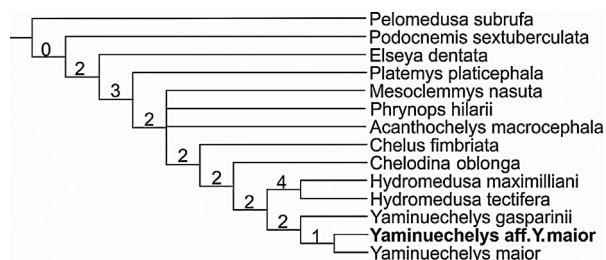 Pelomedusa subrufa
0
Podocnemis sextuberculata
2
Elseya dentata
3
Platemys platicephala
2
Mesoclemmys nasuta
Phrynops hilarii
Acanthochelys macrocephala
2
Chelus fimbriata
2
Chelodina oblonga
2
4
Hydromedusa maximilliani
Hydromedusa tectifera
2
Yaminuechelys gasparinii
1
Yaminuechelys aff.Y.maior
Yaminuechelys maior